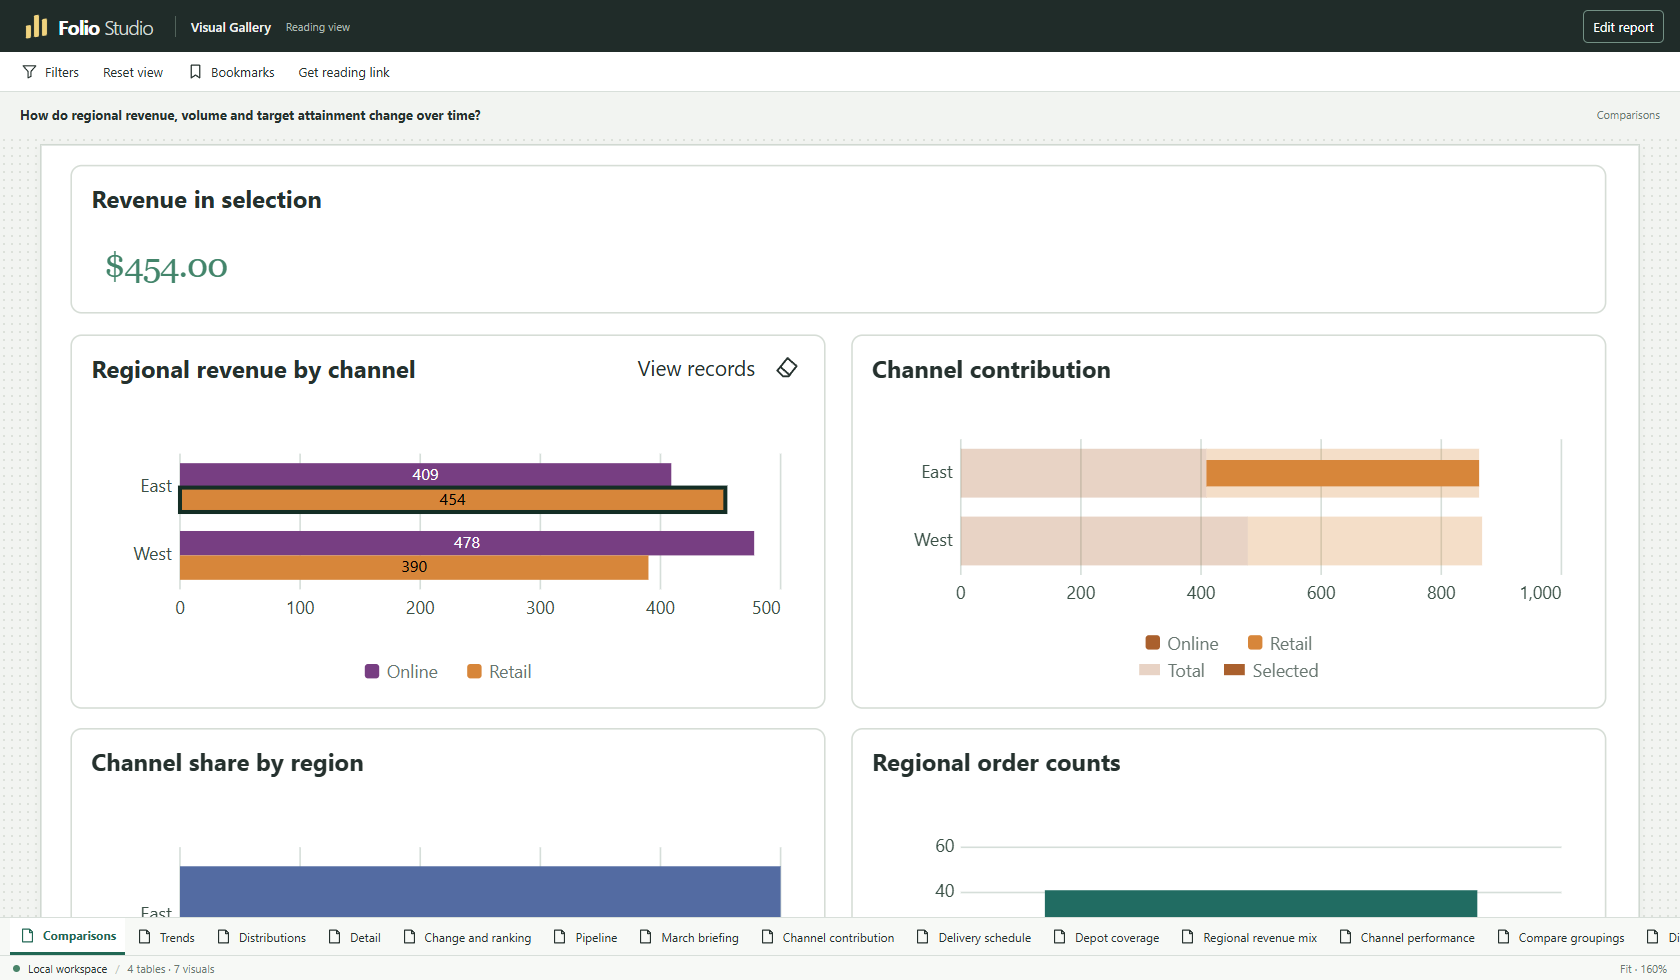 Folio Studio
Visual Gallery
Reading view
Edit report
Filters
Reset view
Bookmarks
Get reading link
How do regional revenue, volume and target attainment change over time?
Comparisons
Revenue in selection
$454.00
Regional revenue by channel
View records
East
409
454
West
478
390
0 100 200 300 400 500
Online Retail
Channel contribution
East
West
0 200 400 600 800 1,000
Online Retail
Total Selected
Channel share by region
East
Regional order counts
60
40
Comparisons
Trends
Distributions
Detail
Change and ranking
Pipeline
March briefing
Channel contribution
Delivery schedule
Depot coverage
Regional revenue mix
Channel performance
Compare groupings
Di
Local workspace / 4 tables · 7 visuals
Fit · 160%